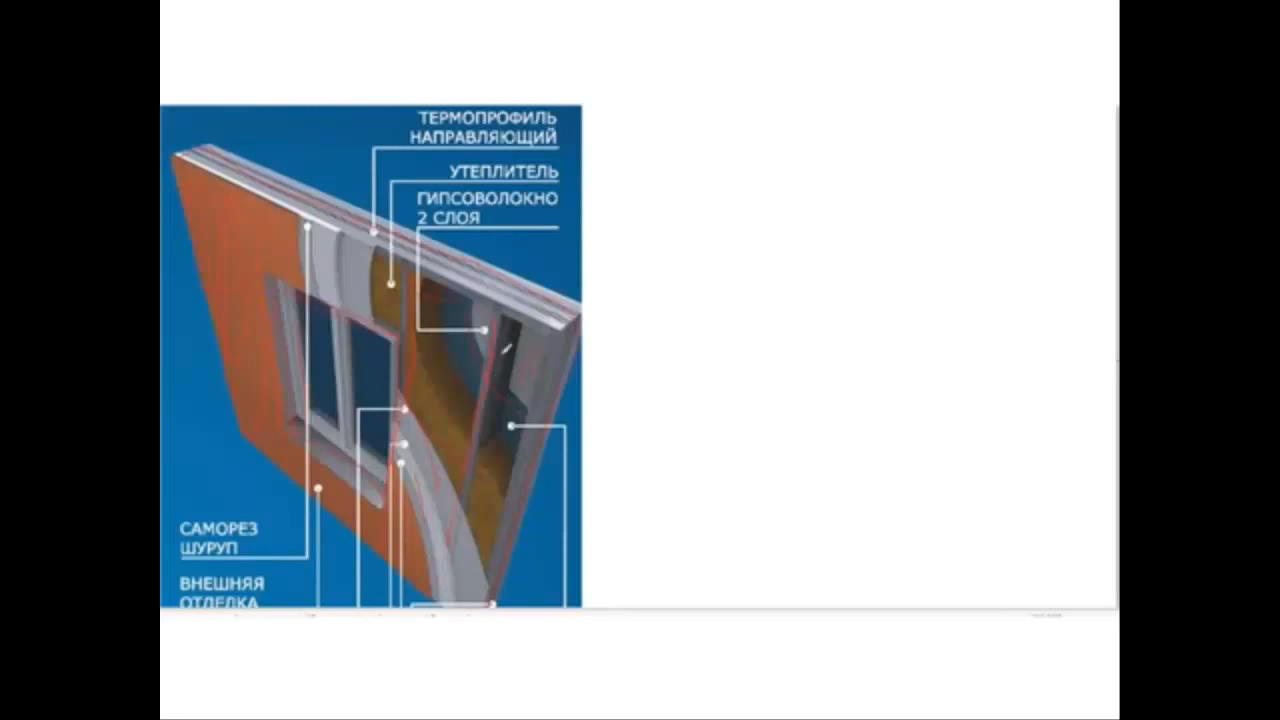 ТЕРМОПРОФИЛЬ
НАПРАВЛЯЮЩИЙ
УТЕПЛИТЕЛЬ
ГИПСОВОЛОКНО
2 СЛОЯ
САМОРЕЗ
ШУРУП
ВНЕШНЯЯ
ОТДЕЛКА